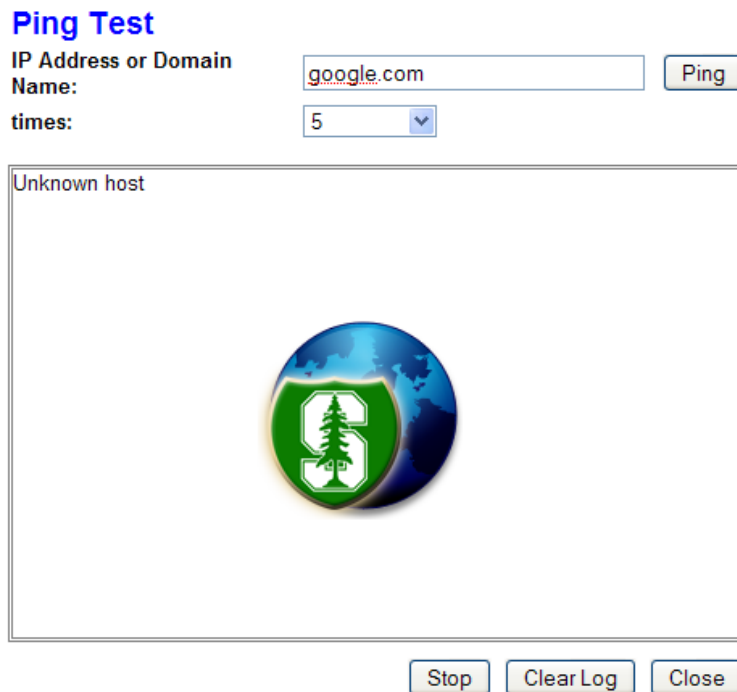 Ping Test
IP Address or Domain
Name:
google.com
Ping
times:
5
Unknown host
S
Stop
Clear Log
Close